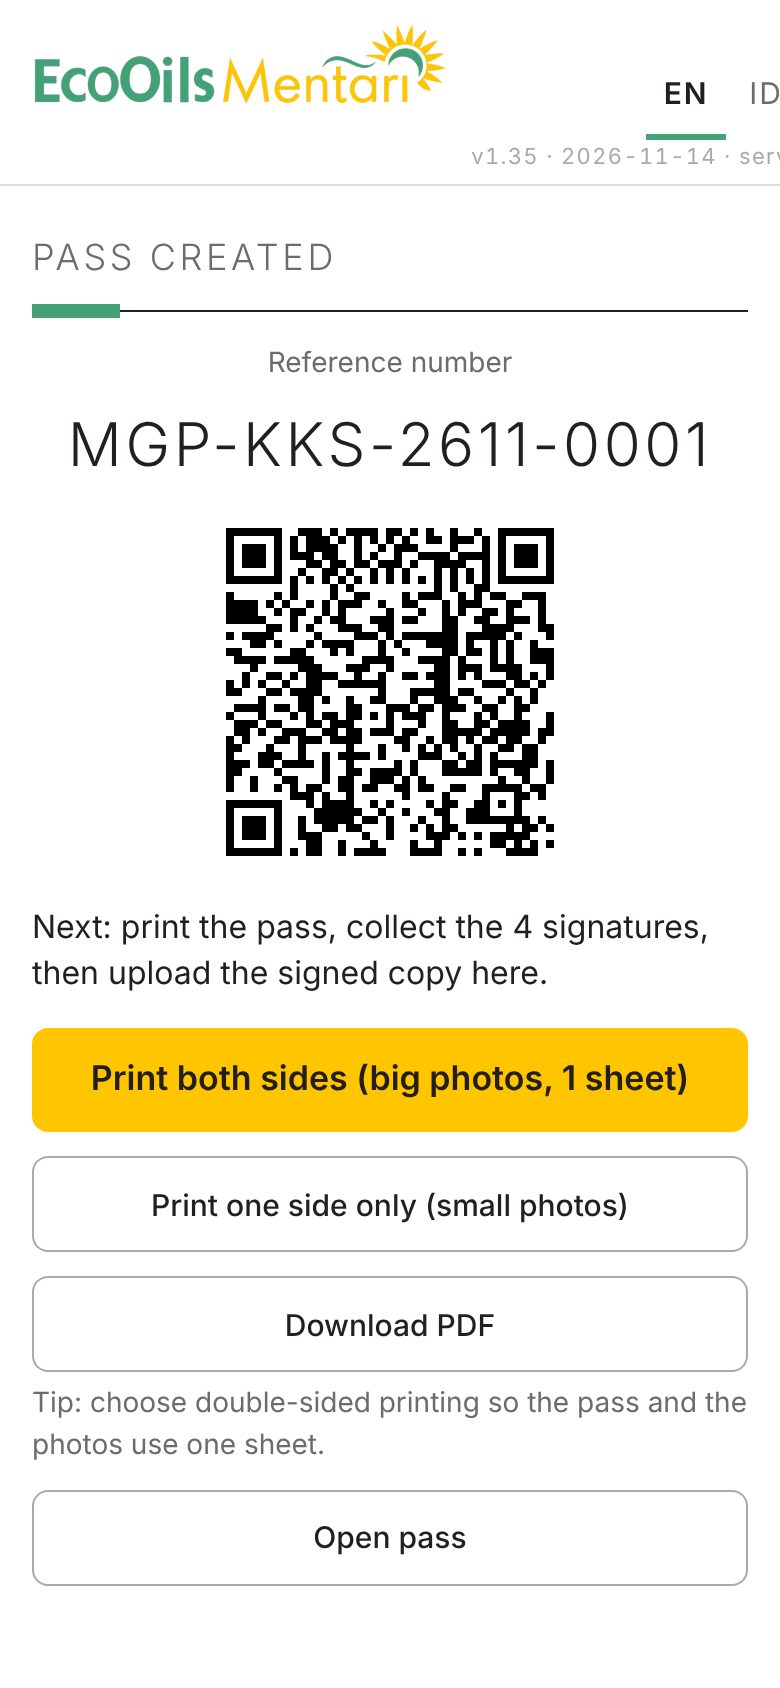 EcoOils Mentari
EN ID
v1.35 · 2026-11-14 · serv
PASS CREATED
Reference number
MGP-KKS-2611-0001
Next: print the pass, collect the 4 signatures,
then upload the signed copy here.
Print both sides (big photos, 1 sheet)
Print one side only (small photos)
Download PDF
Tip: choose double-sided printing so the pass and the
photos use one sheet.
Open pass